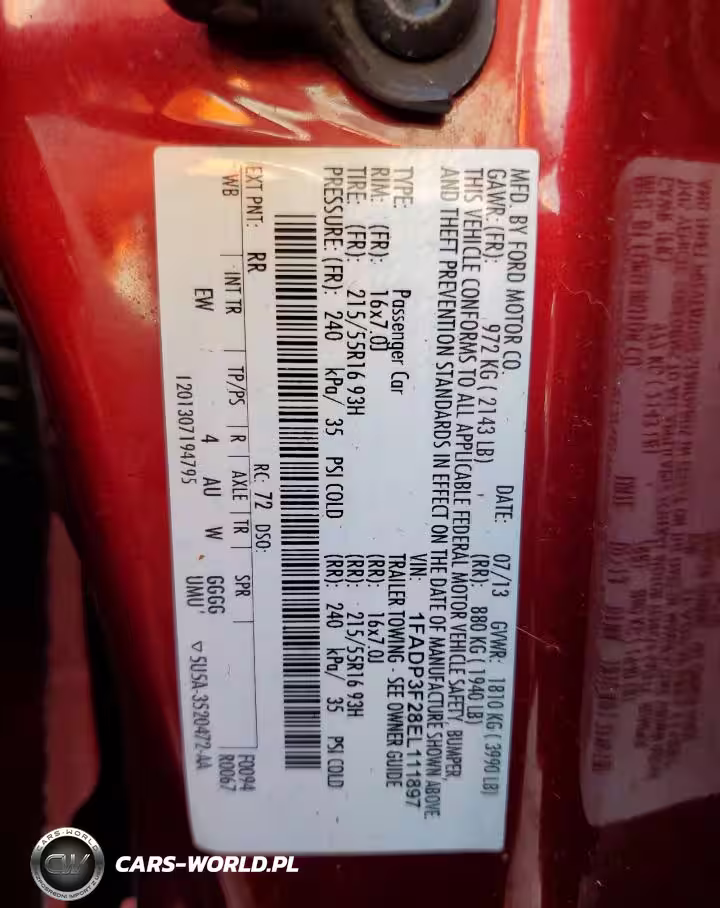 MFD. BY FORD MOTOR CO.
DATE: 07/13 GVWR: 1810 KG ( 3990 LB)
GAWR: (FR): 972 KG ( 2143 LB) (RR): 880 KG ( 1940 LB)
THIS VEHICLE CONFORMS TO ALL APPLICABLE FEDERAL MOTOR VEHICLE SAFETY, BUMPER,
AND THEFT PREVENTION STANDARDS IN EFFECT ON THE DATE OF MANUFACTURE SHOWN ABOVE.
VIN: 1FADP3F28EL111897
TYPE: Passenger Car TRAILER TOWING - SEE OWNER GUIDE
RIM: (FR): 16x7.0J (RR): 16x7.0J
TIRE: (FR): 215/55R16 93H (RR): 215/55R16 93H
PRESSURE: (FR): 240 kPa/ 35 PSI COLD (RR): 240 kPa/ 35 PSI COLD
EXT PNT: RR RC: 72 DSO: F0094
WB INT TR TP/PS R AXLE TR SPR R0067
EW 4 AU W GGGG
UMU
1201307194795 ▽ 5U5A-3520472-AA
CARS-WORLD
CW
BEZPOŚREDNI IMPORT Z USA
CARS-WORLD.PL